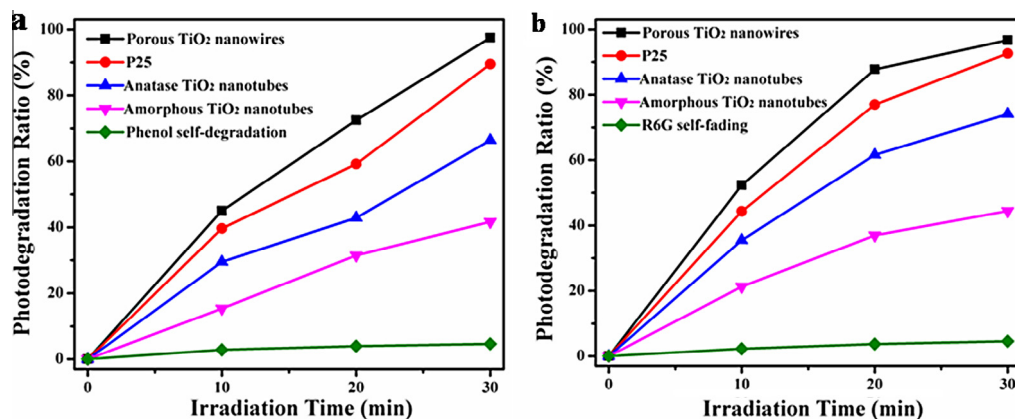 a
Photodegradation Ratio (%)
100
80
60
40
20
0
Porous TiO₂ nanowires
P25
Anatase TiO₂ nanotubes
Amorphous TiO₂ nanotubes
Phenol self-degradation
0 10 20 30
Irradiation Time (min)
b
Photodegradation Ratio (%)
100
80
60
40
20
0
Porous TiO₂ nanowires
P25
Anatase TiO₂ nanotubes
Amorphous TiO₂ nanotubes
R6G self-fading
0 10 20 30
Irradiation Time (min)